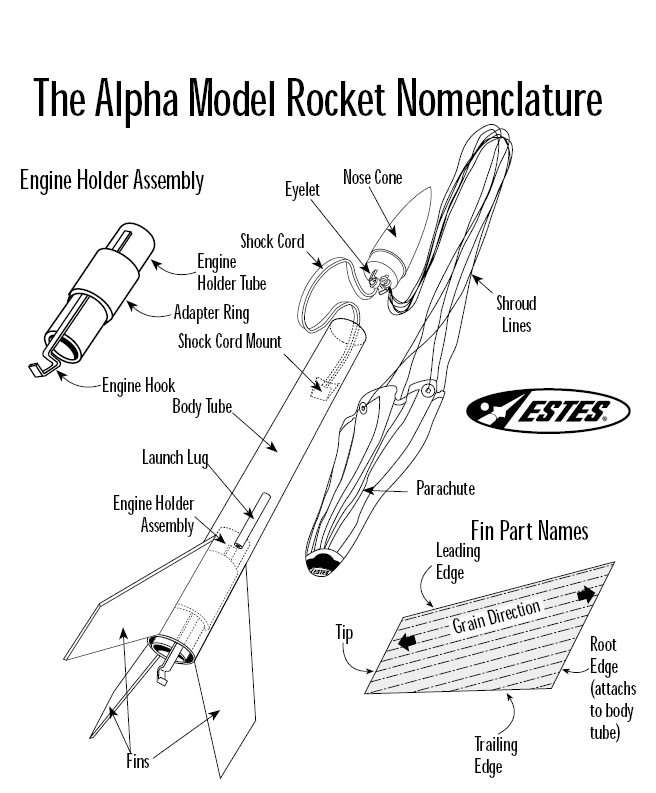 The Alpha Model Rocket Nomenclature
Engine Holder Assembly
Eyelet
Nose Cone
Shock Cord
Engine
Holder Tube
Adapter Ring
Shock Cord Mount
Engine Hook
Body Tube
Shroud
Lines
ESTES®
Launch Lug
Parachute
Engine Holder
Assembly
ESTES
Fins
Fin Part Names
Leading
Edge
Grain Direction
Tip
Root
Edge
(attachs
to body
tube)
Trailing
Edge